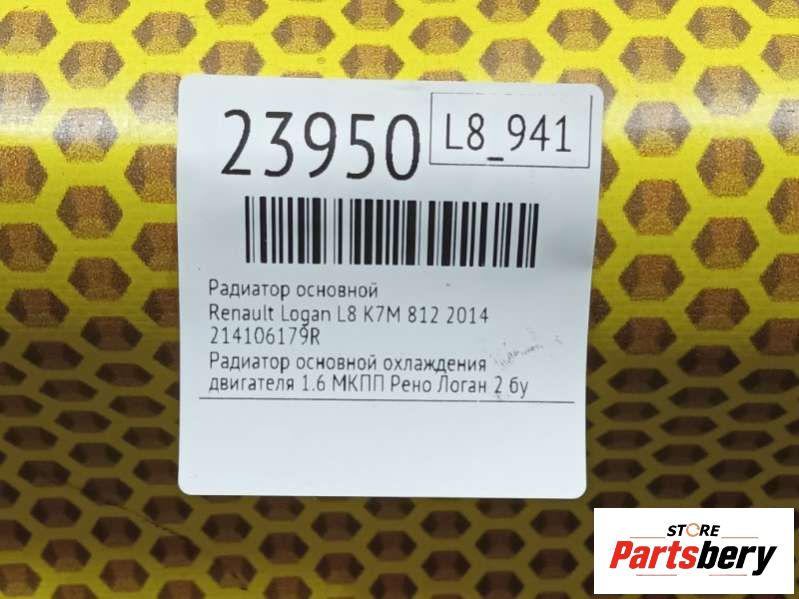 23950
L8_941
Радиатор основной
Renault Logan L8 K7M 812 2014
214106179R
Радиатор основной охлаждения
двигателя 1.6 МКПП Рено Логан 2 бу
STORE
Partsbery